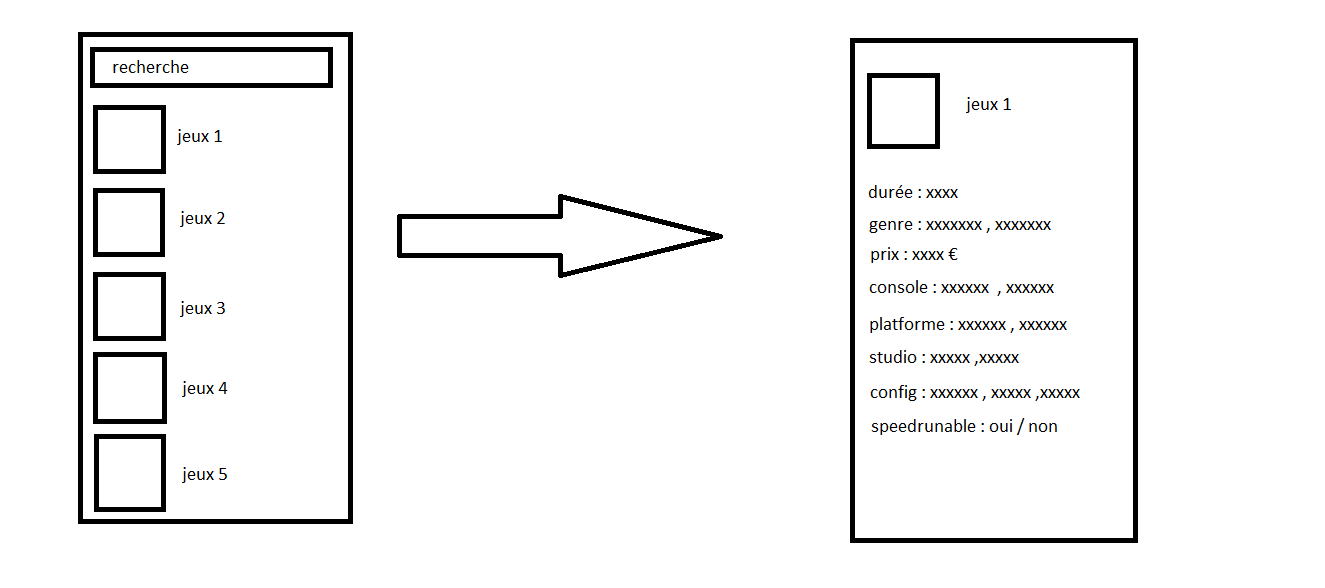 recherche
jeux 1
jeux 2
jeux 3
jeux 4
jeux 5
jeux 1
durée : xxxx
genre : xxxxxxx , xxxxxxx
prix : xxxx €
console : xxxxxx , xxxxxx
platforme : xxxxxx , xxxxxx
studio : xxxxx ,xxxxx
config : xxxxxx , xxxxx ,xxxxx
speedrunable : oui / non